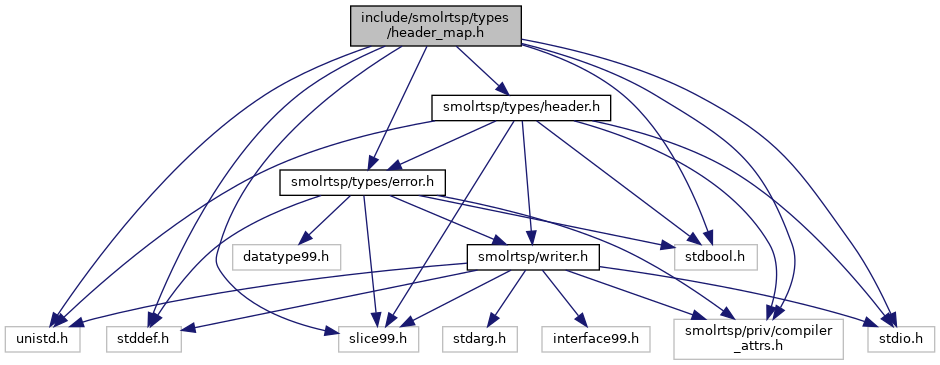 include/smolrtsp/types
/header_map.h
smolrtsp/types/header.h
smolrtsp/types/error.h
datatype99.h
smolrtsp/writer.h
stdbool.h
unistd.h
stddef.h
slice99.h
stdarg.h
interface99.h
smolrtsp/priv/compiler
_attrs.h
stdio.h